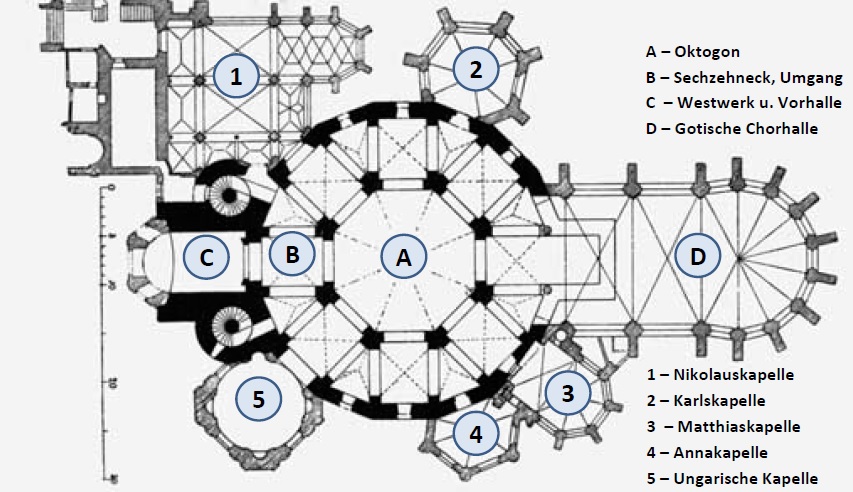 A – Oktogon
B – Sechzehneck, Umgang
C – Westwerk u. Vorhalle
D – Gotische Chorhalle
1
2
C
B
A
D
5
4
3
1 – Nikolauskapelle
2 – Karlskapelle
3 – Matthiaskapelle
4 – Annakapelle
5 – Ungarische Kapelle